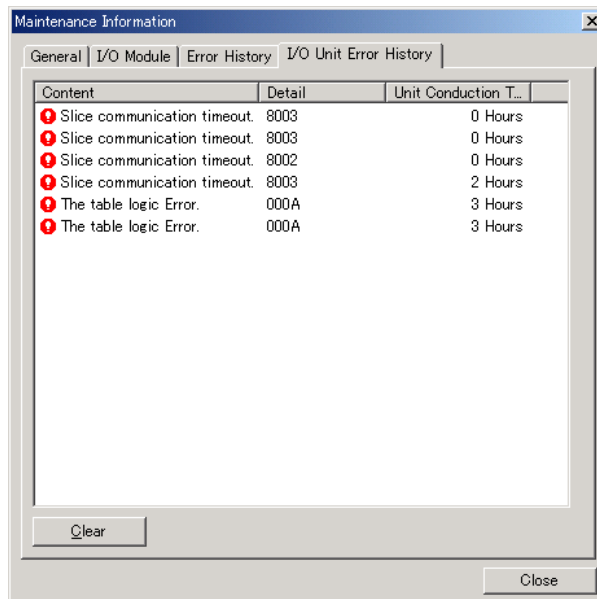 Maintenance Information
General I/O Module Error History I/O Unit Error History
Content Detail Unit Conduction T...
Slice communication timeout. 8003 0 Hours
Slice communication timeout. 8003 0 Hours
Slice communication timeout. 8002 0 Hours
Slice communication timeout. 8003 2 Hours
The table logic Error. 000A 3 Hours
The table logic Error. 000A 3 Hours
Clear
Close